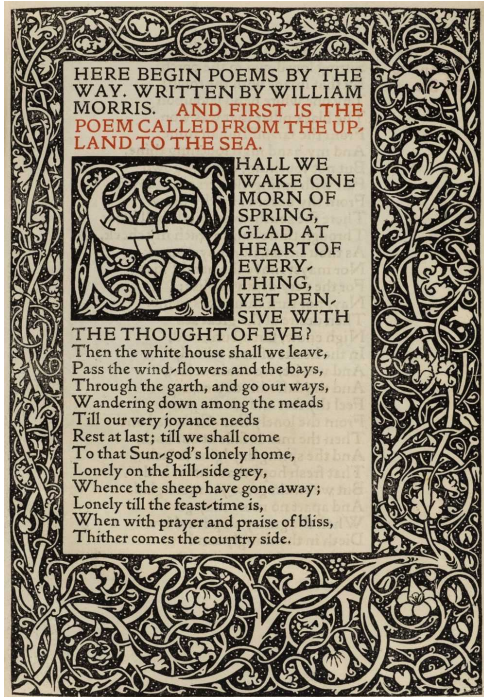 HERE BEGIN POEMS BY THE
WAY. WRITTEN BY WILLIAM
MORRIS. AND FIRST IS THE
POEM CALLED FROM THE UP-
LAND TO THE SEA.
SHALL WE
WAKE ONE
MORN OF
SPRING,
GLAD AT
HEART OF
EVERY-
THING,
YET PEN-
SIVE WITH
THE THOUGHT OF EVE?
Then the white house shall we leave,
Pass the wind-flowers and the bays,
Through the garth, and go our ways,
Wandering down among the meads
Till our very joyance needs
Rest at last; till we shall come
To that Sun-god's lonely home,
Lonely on the hill-side grey,
Whence the sheep have gone away;
Lonely till the feast-time is,
When with prayer and praise of bliss,
Thither comes the country side.